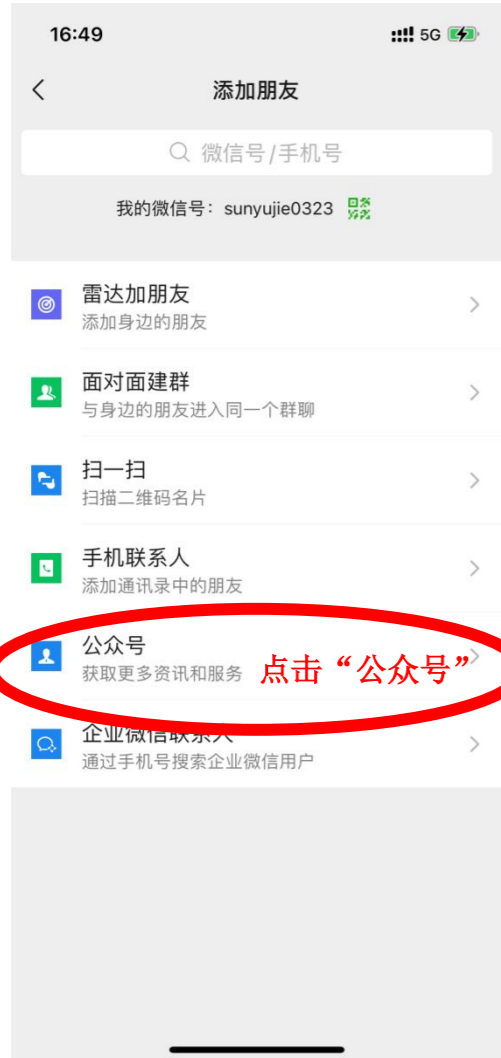 16:49
5G
添加朋友
微信号/手机号
我的微信号：sunyujie0323
雷达加朋友
添加身边的朋友
面对面建群
与身边的朋友进入同一个群聊
扫一扫
扫描二维码名片
手机联系人
添加通讯录中的朋友
公众号
获取更多资讯和服务
点击“公众号”
企业微信联系人
通过手机号搜索企业微信用户